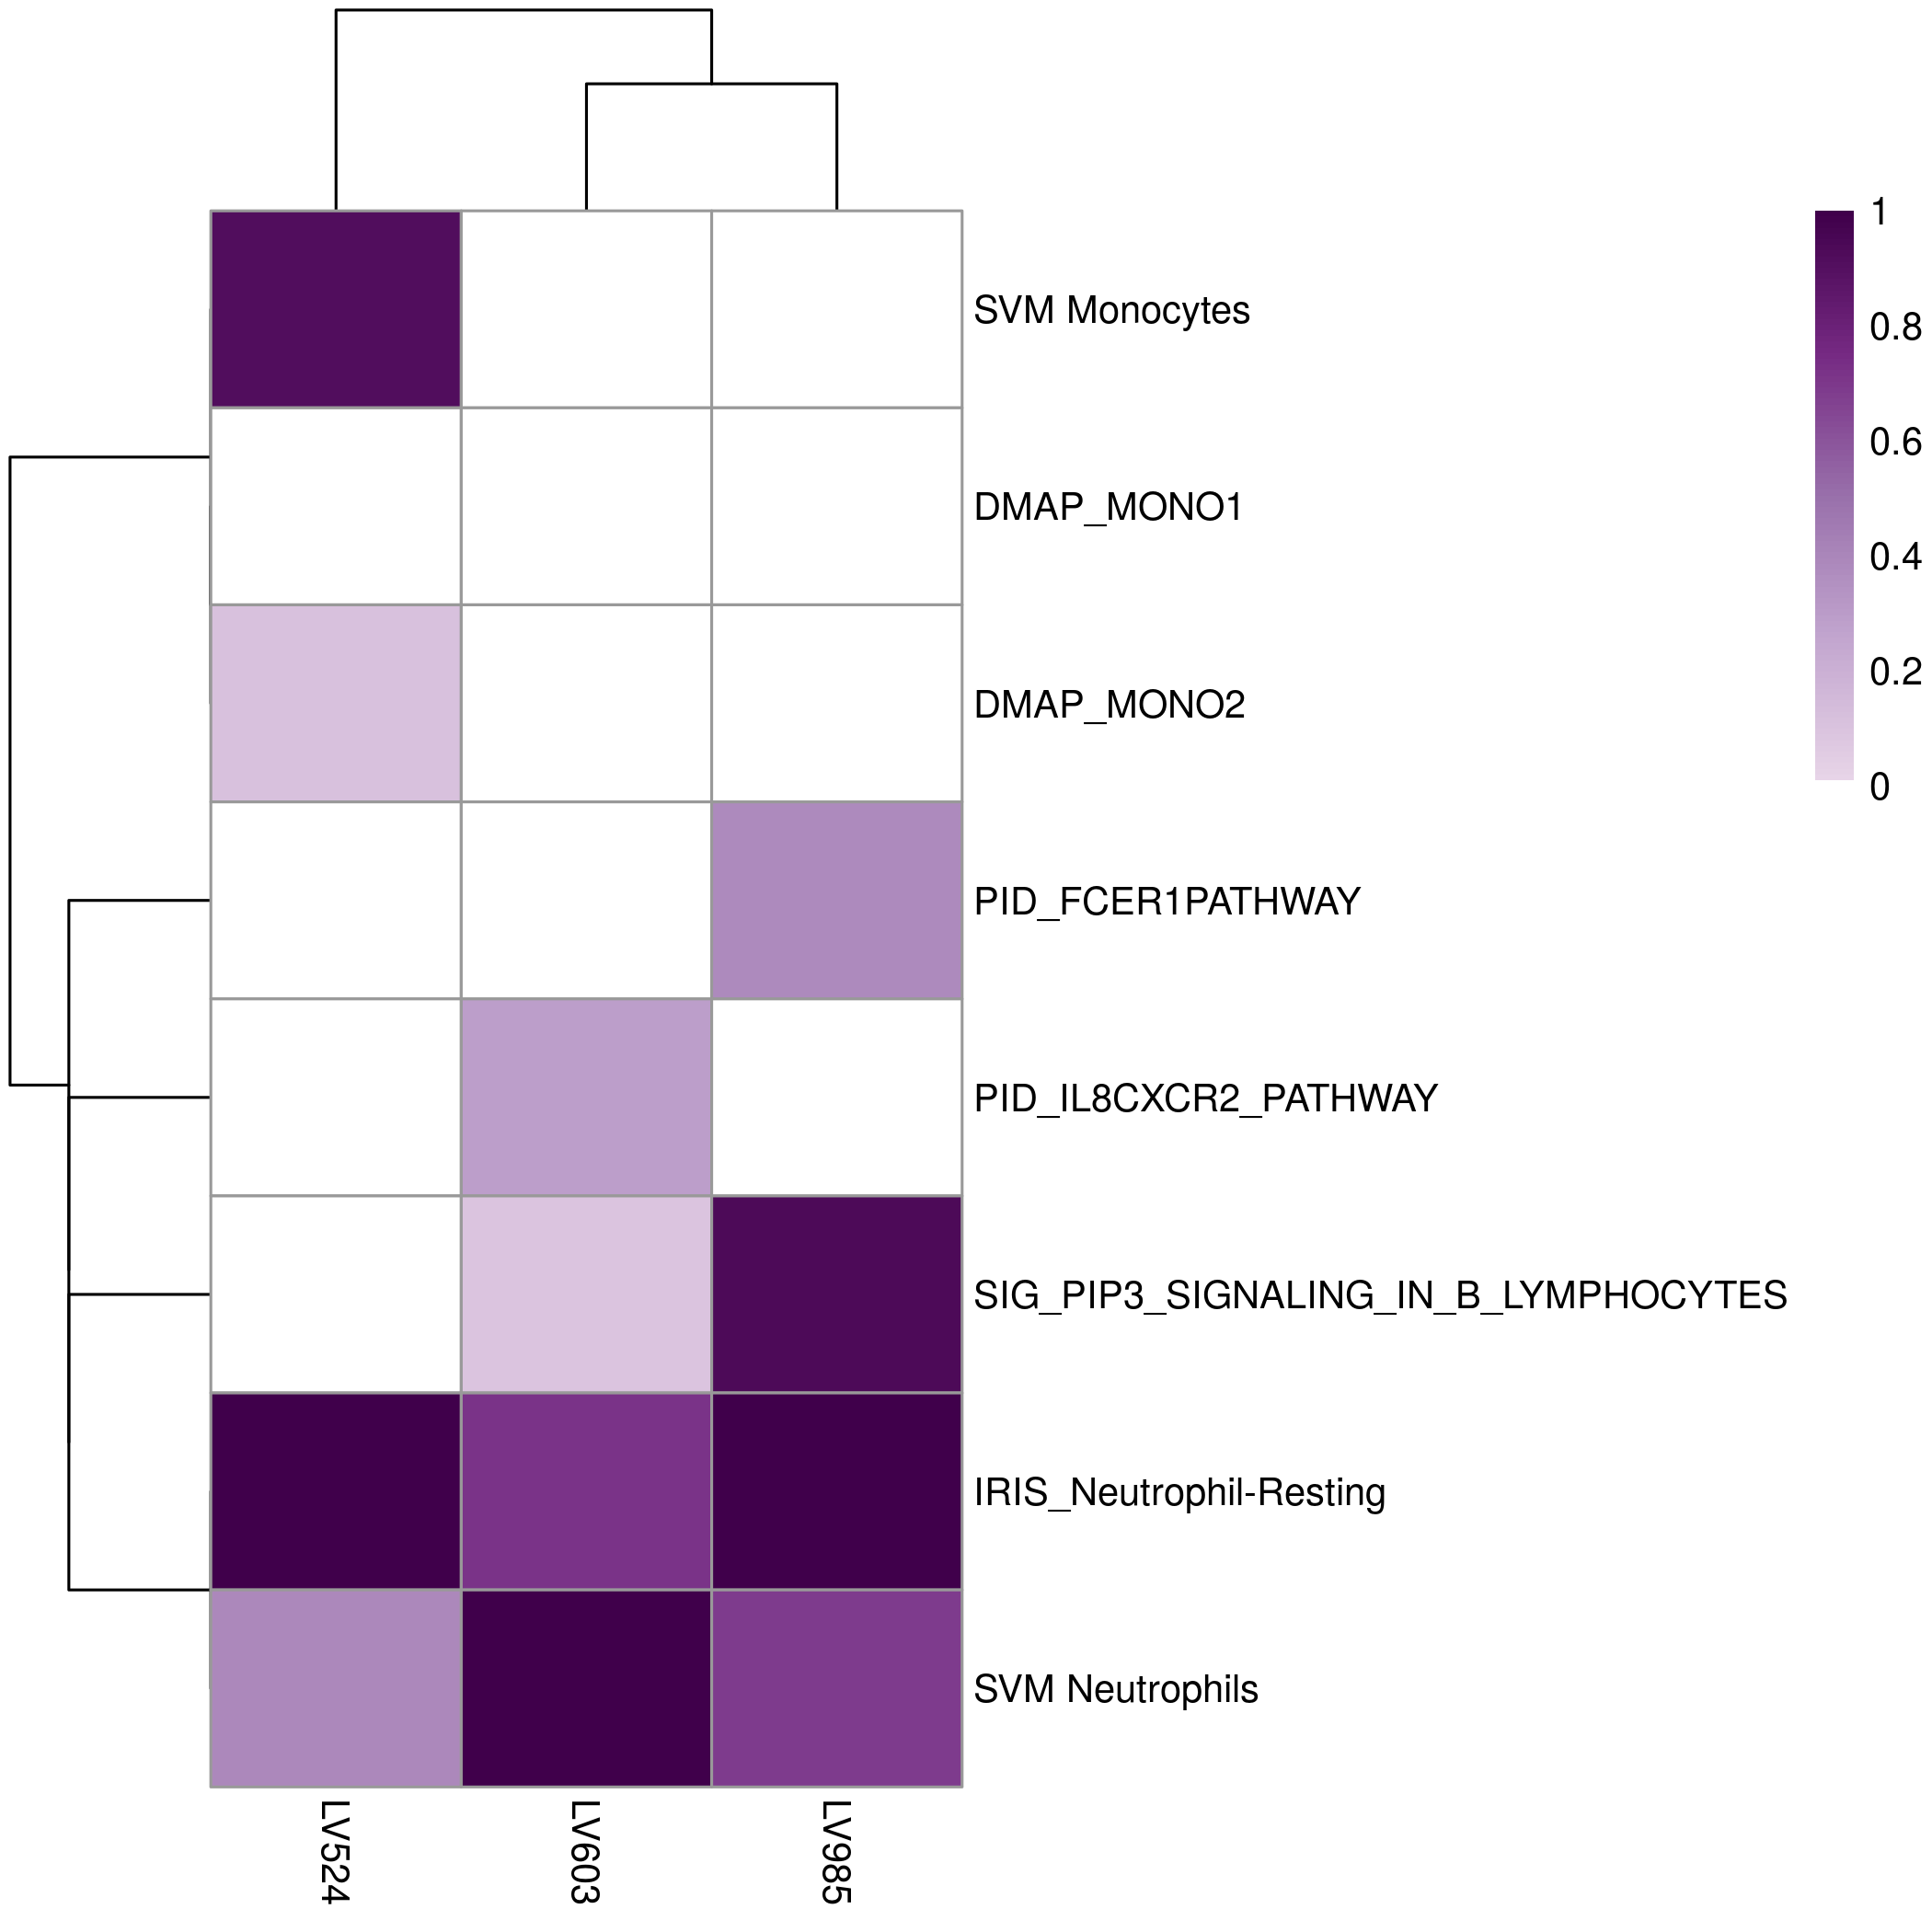 SVM Monocytes
DMAP_MONO1
DMAP_MONO2
PID_FCER1PATHWAY
PID_IL8CXCR2_PATHWAY
SIG_PIP3_SIGNALING_IN_B_LYMPHOCYTES
IRIS_Neutrophil-Resting
SVM Neutrophils
1
0.8
0.6
0.4
0.2
0
LV524
LV603
LV985